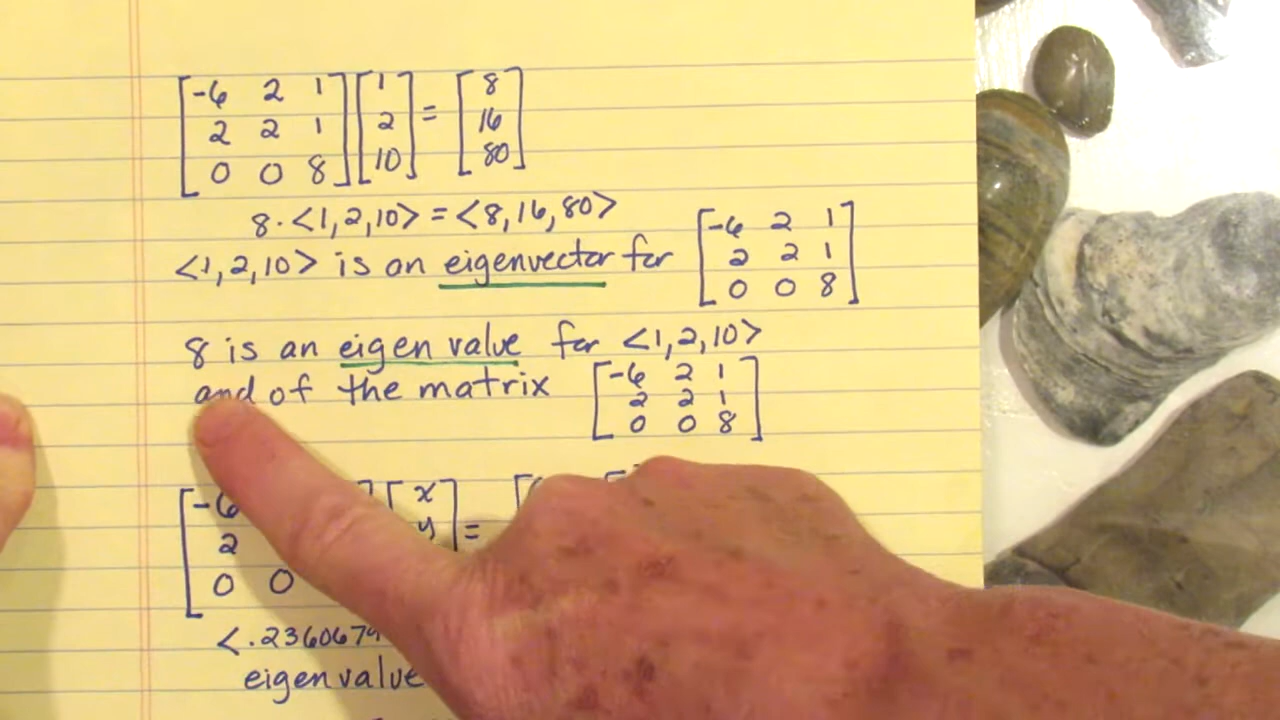 [-6 2 1] [1] = [8]
[2 2 1] [2] [16]
[0 0 8] [10] [80]
8·<1,2,10> = <8,16,80>
<1,2,10> is an eigenvector for [-6 2 1]
[2 2 1]
[0 0 8]
8 is an eigen value for <1,2,10>
and of the matrix [-6 2 1]
[2 2 1]
[0 0 8]
[-6 [x] = [
2 y
0 0
<.236067
eigenvalue